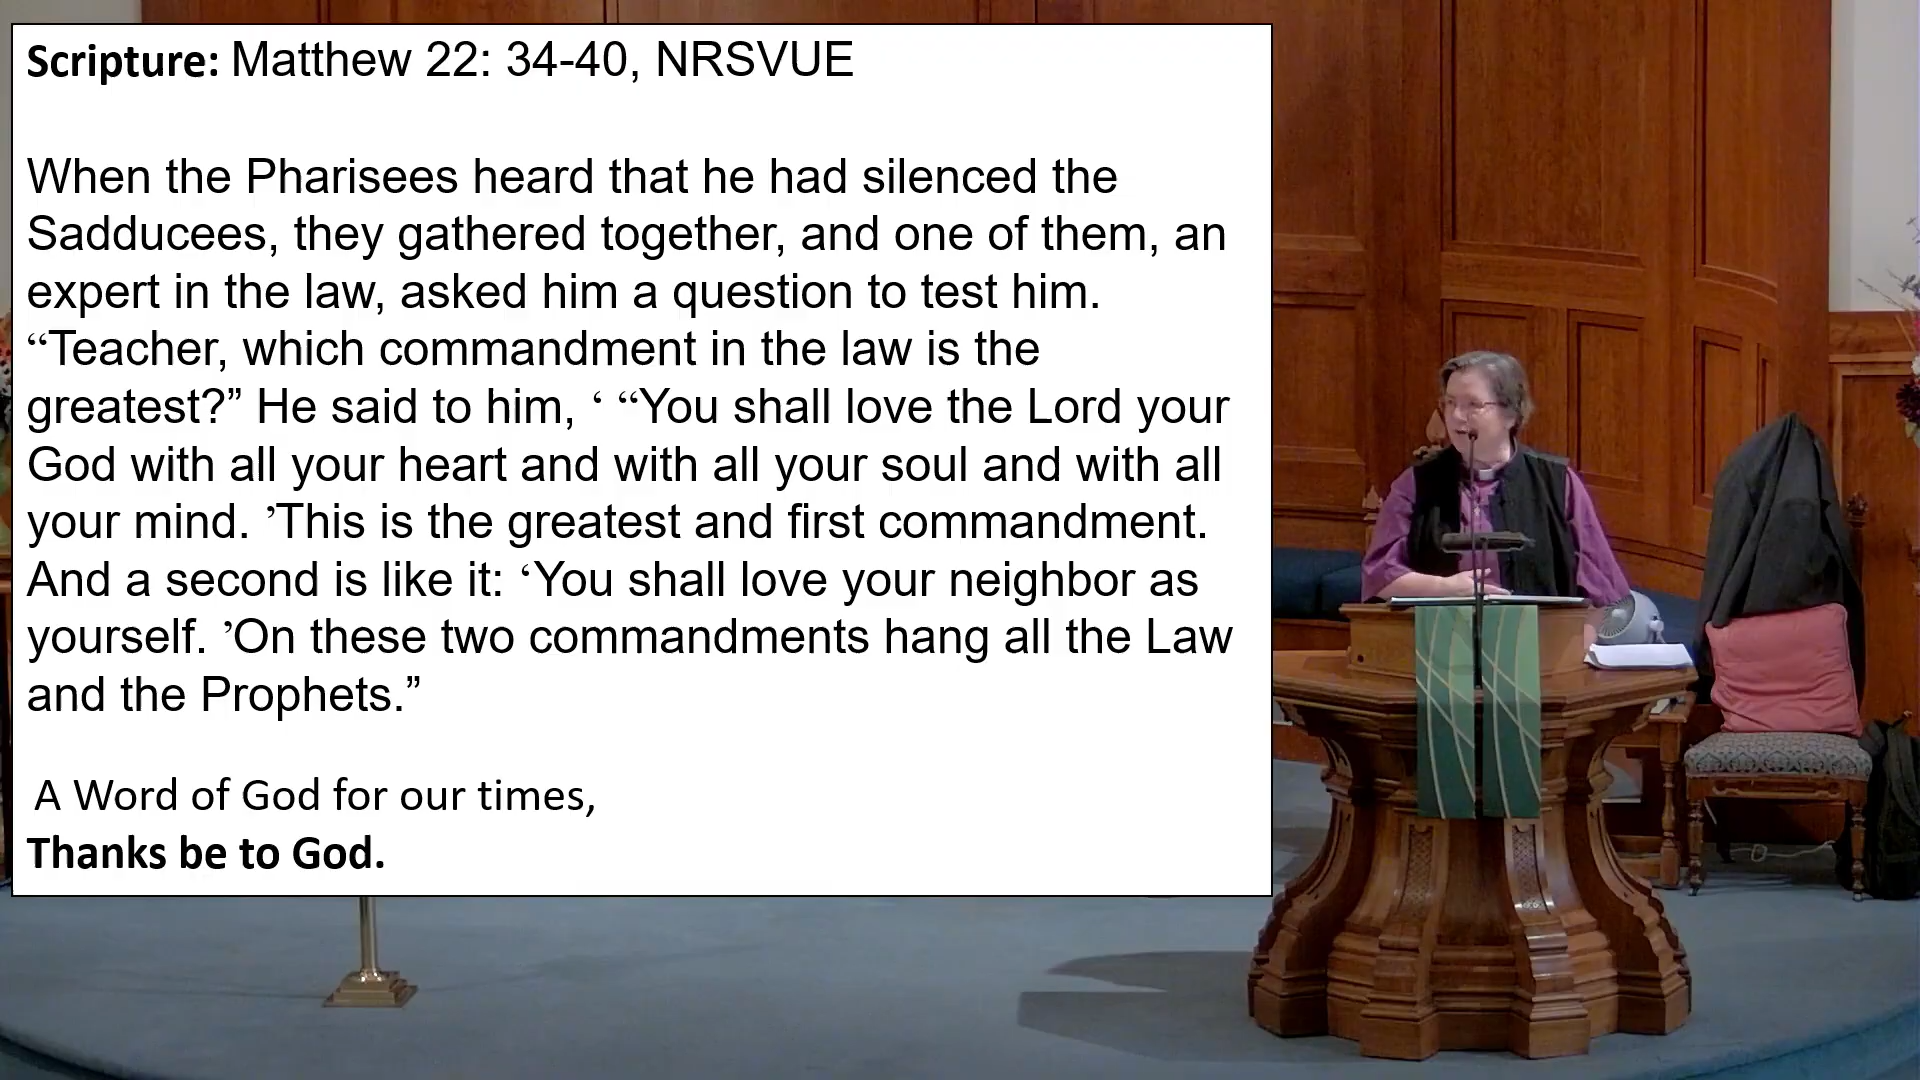 Scripture: Matthew 22: 34-40, NRSVUE
When the Pharisees heard that he had silenced the
Sadducees, they gathered together, and one of them, an
expert in the law, asked him a question to test him.
“Teacher, which commandment in the law is the
greatest?” He said to him, ‘ “You shall love the Lord your
God with all your heart and with all your soul and with all
your mind. ’This is the greatest and first commandment.
And a second is like it: ‘You shall love your neighbor as
yourself. ’On these two commandments hang all the Law
and the Prophets.”
A Word of God for our times,
Thanks be to God.